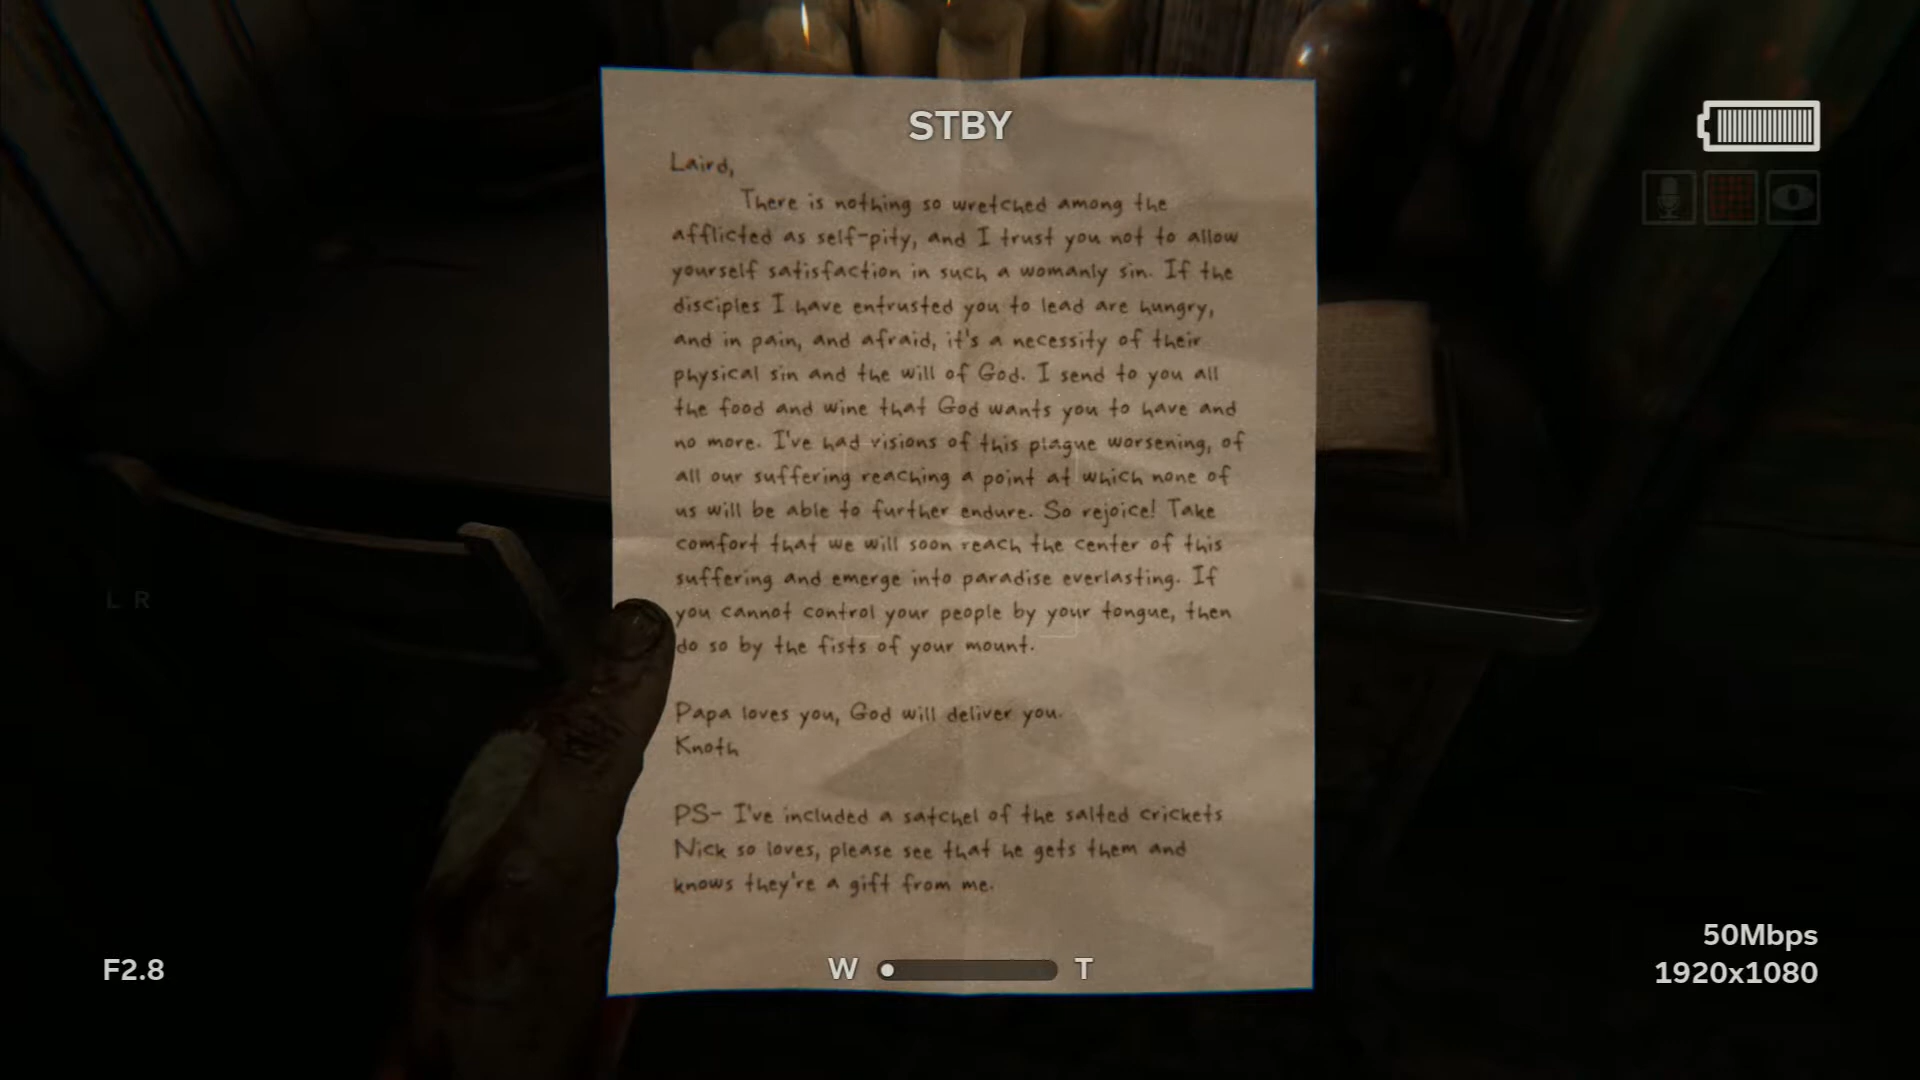 STBY
Laird,
There is nothing so wretched among the
afflicted as self-pity, and I trust you not to allow
yourself satisfaction in such a womanly sin. If the
disciples I have entrusted you to lead are hungry,
and in pain, and afraid, it's a necessity of their
physical sin and the will of God. I send to you all
the food and wine that God wants you to have and
no more. I've had visions of this plague worsening, of
all our suffering reaching a point at which none of
us will be able to further endure. So rejoice! Take
comfort that we will soon reach the center of this
suffering and emerge into paradise everlasting. If
you cannot control your people by your tongue, then
do so by the fists of your mount.
Papa loves you, God will deliver you.
Knoth
PS- I've included a satchel of the salted crickets
Nick so loves, please see that he gets them and
knows they're a gift from me.
L R
F2.8
W T
50Mbps
1920x1080